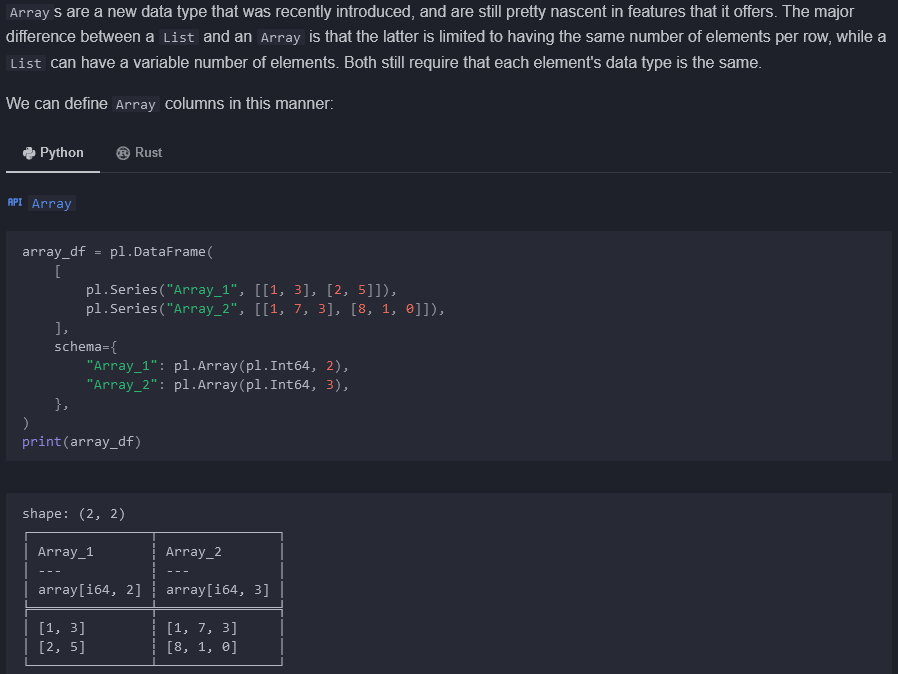 Arrays are a new data type that was recently introduced, and are still pretty nascent in features that it offers. The major
difference between a List and an Array is that the latter is limited to having the same number of elements per row, while a
List can have a variable number of elements. Both still require that each element's data type is the same.
We can define Array columns in this manner:
Python Rust
API Array
array_df = pl.DataFrame(
    [
        pl.Series("Array_1", [[1, 3], [2, 5]]),
        pl.Series("Array_2", [[1, 7, 3], [8, 1, 0]]),
    ],
    schema={
        "Array_1": pl.Array(pl.Int64, 2),
        "Array_2": pl.Array(pl.Int64, 3),
    },
)
print(array_df)
shape: (2, 2)
┌───────────────┬───────────────┐
│ Array_1       ┆ Array_2       │
│ ---           ┆ ---           │
│ array[i64, 2] ┆ array[i64, 3] │
╞═══════════════╪═══════════════╡
│ [1, 3]        ┆ [1, 7, 3]     │
│ [2, 5]        ┆ [8, 1, 0]     │
└───────────────┴───────────────┘